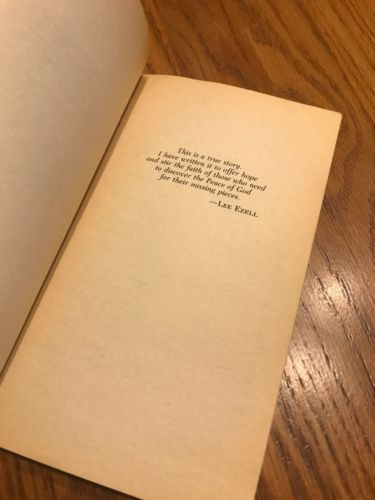 This is a true story.
I have written it to offer hope
and stir the faith of those who need
to discover the Peace of God
for their missing pieces.
—LEE EZELL